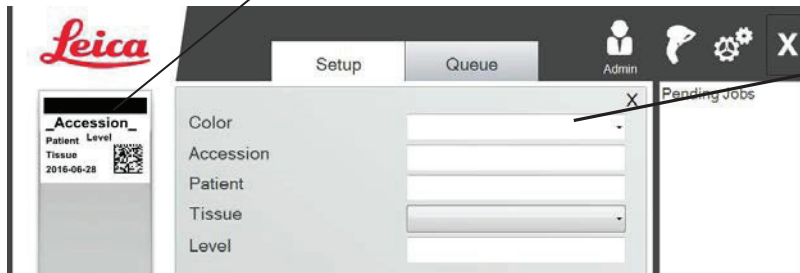 Leica
Setup
Queue
Admin
X
_Accession_
Patient Level
Tissue
2016-06-28
X
Color
Accession
Patient
Tissue
Level
Pending Jobs